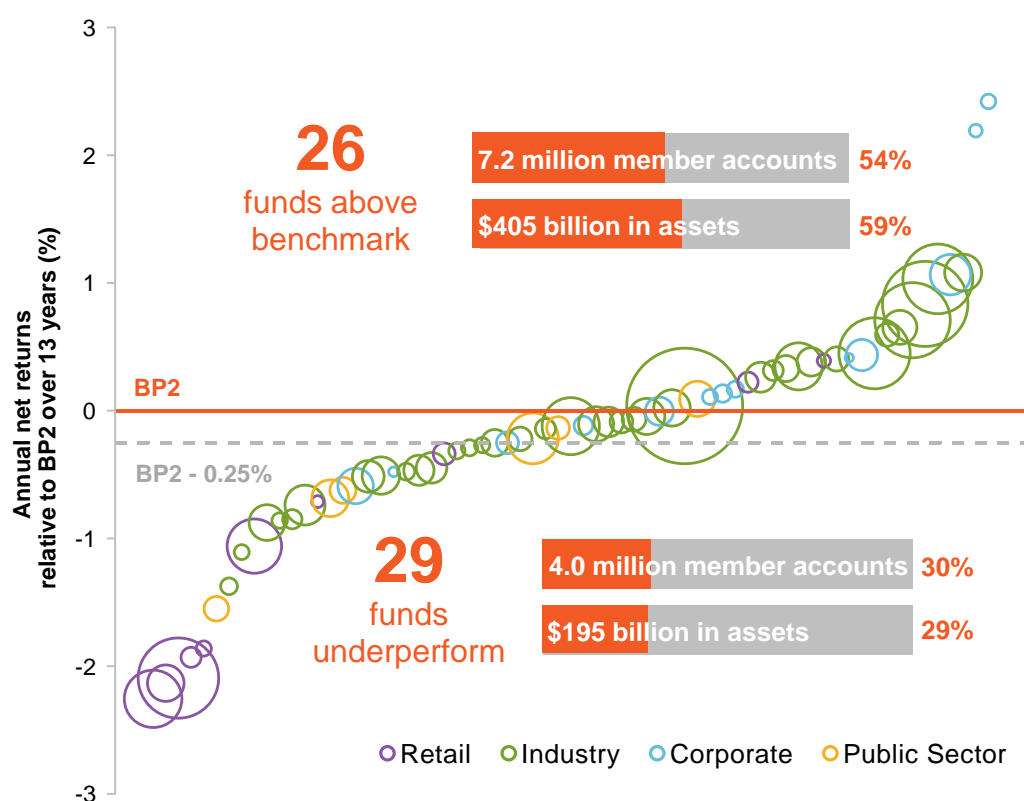 3
2
1
0
-1
-2
-3
Annual net returns
relative to BP2 over 13 years (%)
26
funds above
benchmark
7.2 million member accounts 54%
$405 billion in assets 59%
BP2
BP2 - 0.25%
29
funds
underperform
4.0 million member accounts 30%
$195 billion in assets 29%
Retail Industry Corporate Public Sector